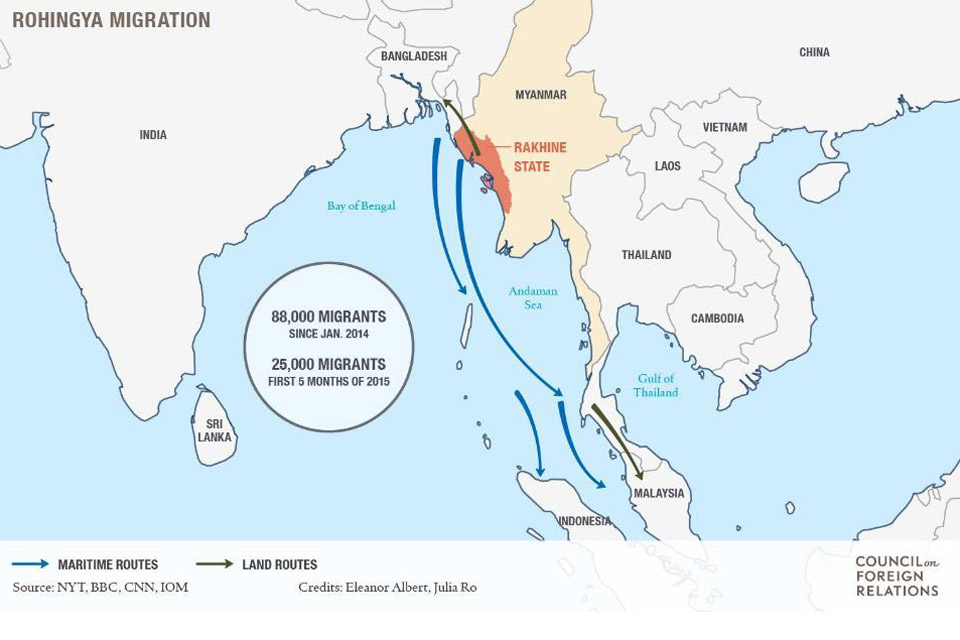 ROHINGYA MIGRATION
BANGLADESH
CHINA
MYANMAR
INDIA
VIETNAM
RAKHINE
STATE
LAOS
Bay of Bengal
THAILAND
Andaman
Sea
88,000 MIGRANTS
SINCE JAN. 2014
25,000 MIGRANTS
FIRST 5 MONTHS OF 2015
CAMBODIA
Gulf of
Thailand
SRI
LANKA
MALAYSIA
INDONESIA
MARITIME ROUTES
LAND ROUTES
Source: NYT, BBC, CNN, IOM
Credits: Eleanor Albert, Julia Ro
COUNCIL on
FOREIGN
RELATIONS